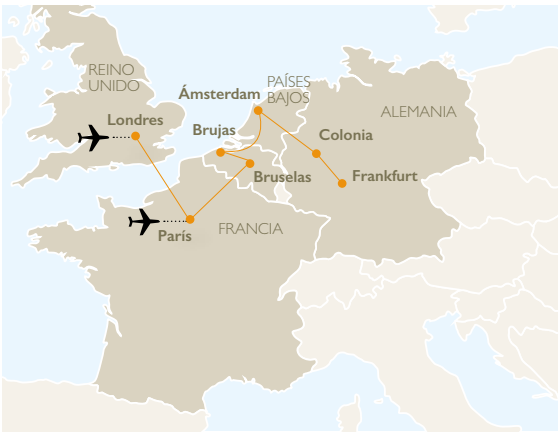 REINO
UNIDO
PAÍSES
BAJOS
Ámsterdam
ALEMANIA
Londres
Brujas
Colonia
Bruselas
Frankfurt
París
FRANCIA